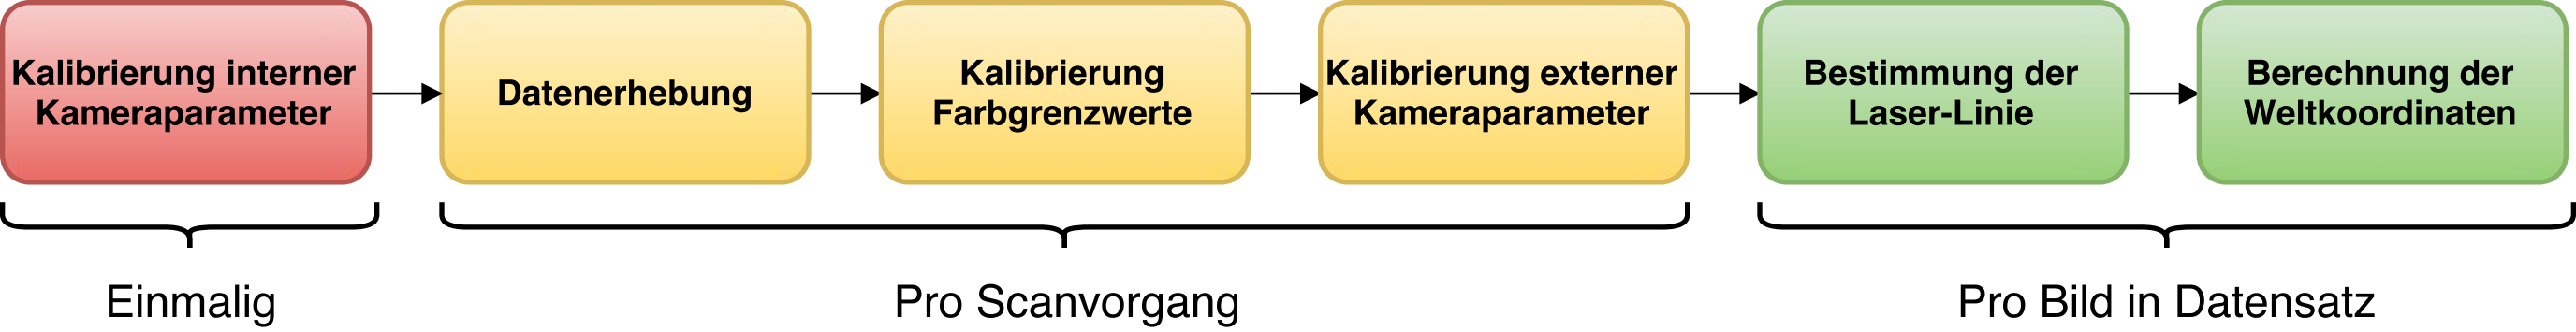 Kalibrierung interner
Kameraparameter
Datenerhebung
Kalibrierung
Farbgrenzwerte
Kalibrierung externer
Kameraparameter
Bestimmung der
Laser-Linie
Berechnung der
Weltkoordinaten
Einmalig
Pro Scanvorgang
Pro Bild in Datensatz